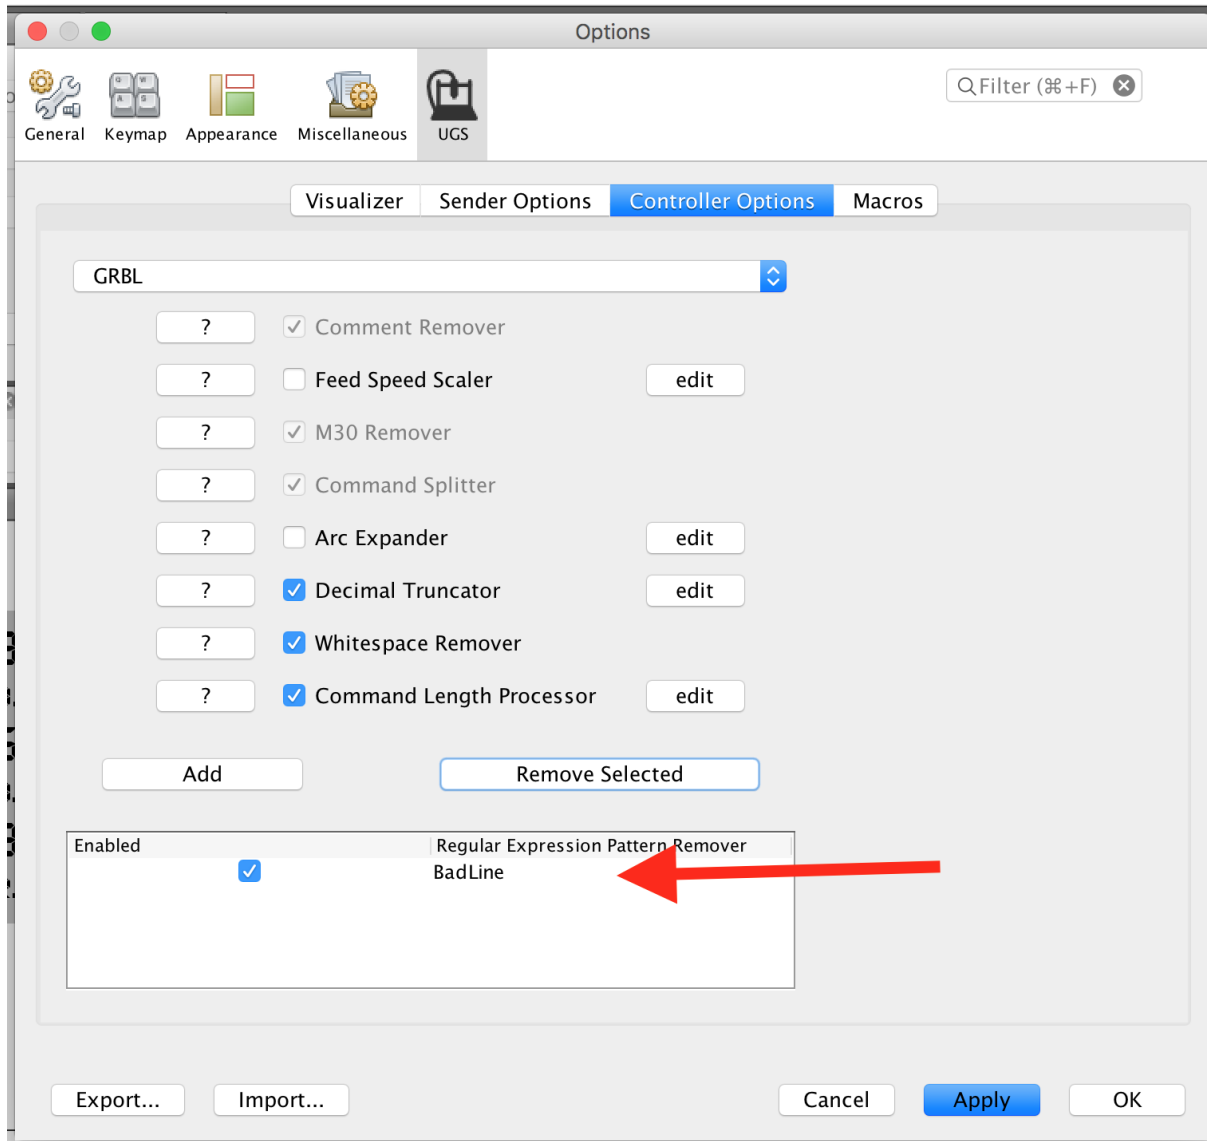 Options
Filter (⌘+F)
General Keymap Appearance Miscellaneous UGS
Visualizer Sender Options Controller Options Macros
GRBL
? Comment Remover
? Feed Speed Scaler edit
? M30 Remover
? Command Splitter
? Arc Expander edit
? Decimal Truncator edit
? Whitespace Remover
? Command Length Processor edit
Add Remove Selected
Enabled Regular Expression Pattern Remover
BadLine
Export... Import... Cancel Apply OK